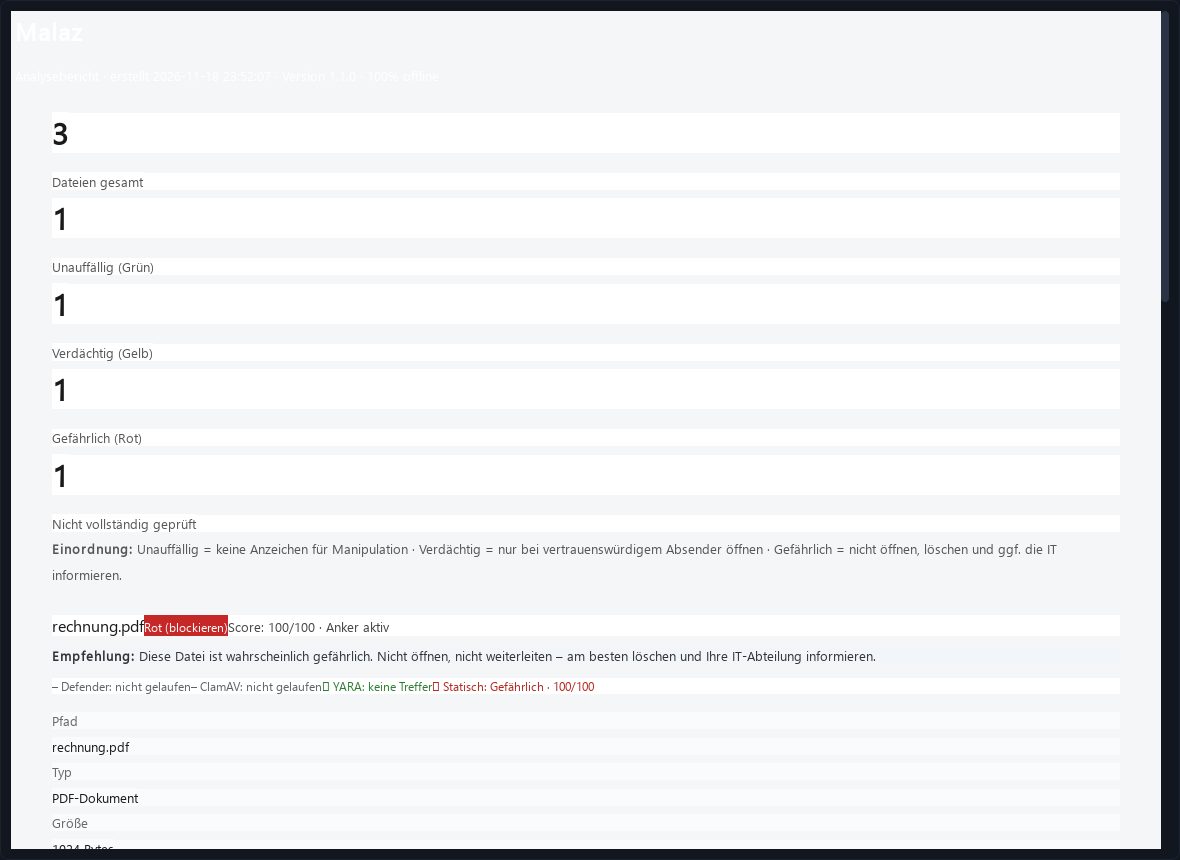 Malaz
Analysebericht · erstellt 2026-11-18 23:52:07 · Version 1.1.0 · 100% offline
3
Dateien gesamt
1
Unauffällig (Grün)
1
Verdächtig (Gelb)
1
Gefährlich (Rot)
1
Nicht vollständig geprüft
Einordnung: Unauffällig = keine Anzeichen für Manipulation · Verdächtig = nur bei vertrauenswürdigem Absender öffnen · Gefährlich = nicht öffnen, löschen und ggf. die IT
informieren.
rechnung.pdfRot (blockieren)Score: 100/100 · Anker aktiv
Empfehlung: Diese Datei ist wahrscheinlich gefährlich. Nicht öffnen, nicht weiterleiten – am besten löschen und Ihre IT-Abteilung informieren.
– Defender: nicht gelaufen– ClamAV: nicht gelaufen▯ YARA: keine Treffer▯ Statisch: Gefährlich · 100/100
Pfad
rechnung.pdf
Typ
PDF-Dokument
Größe
1024 Bytes